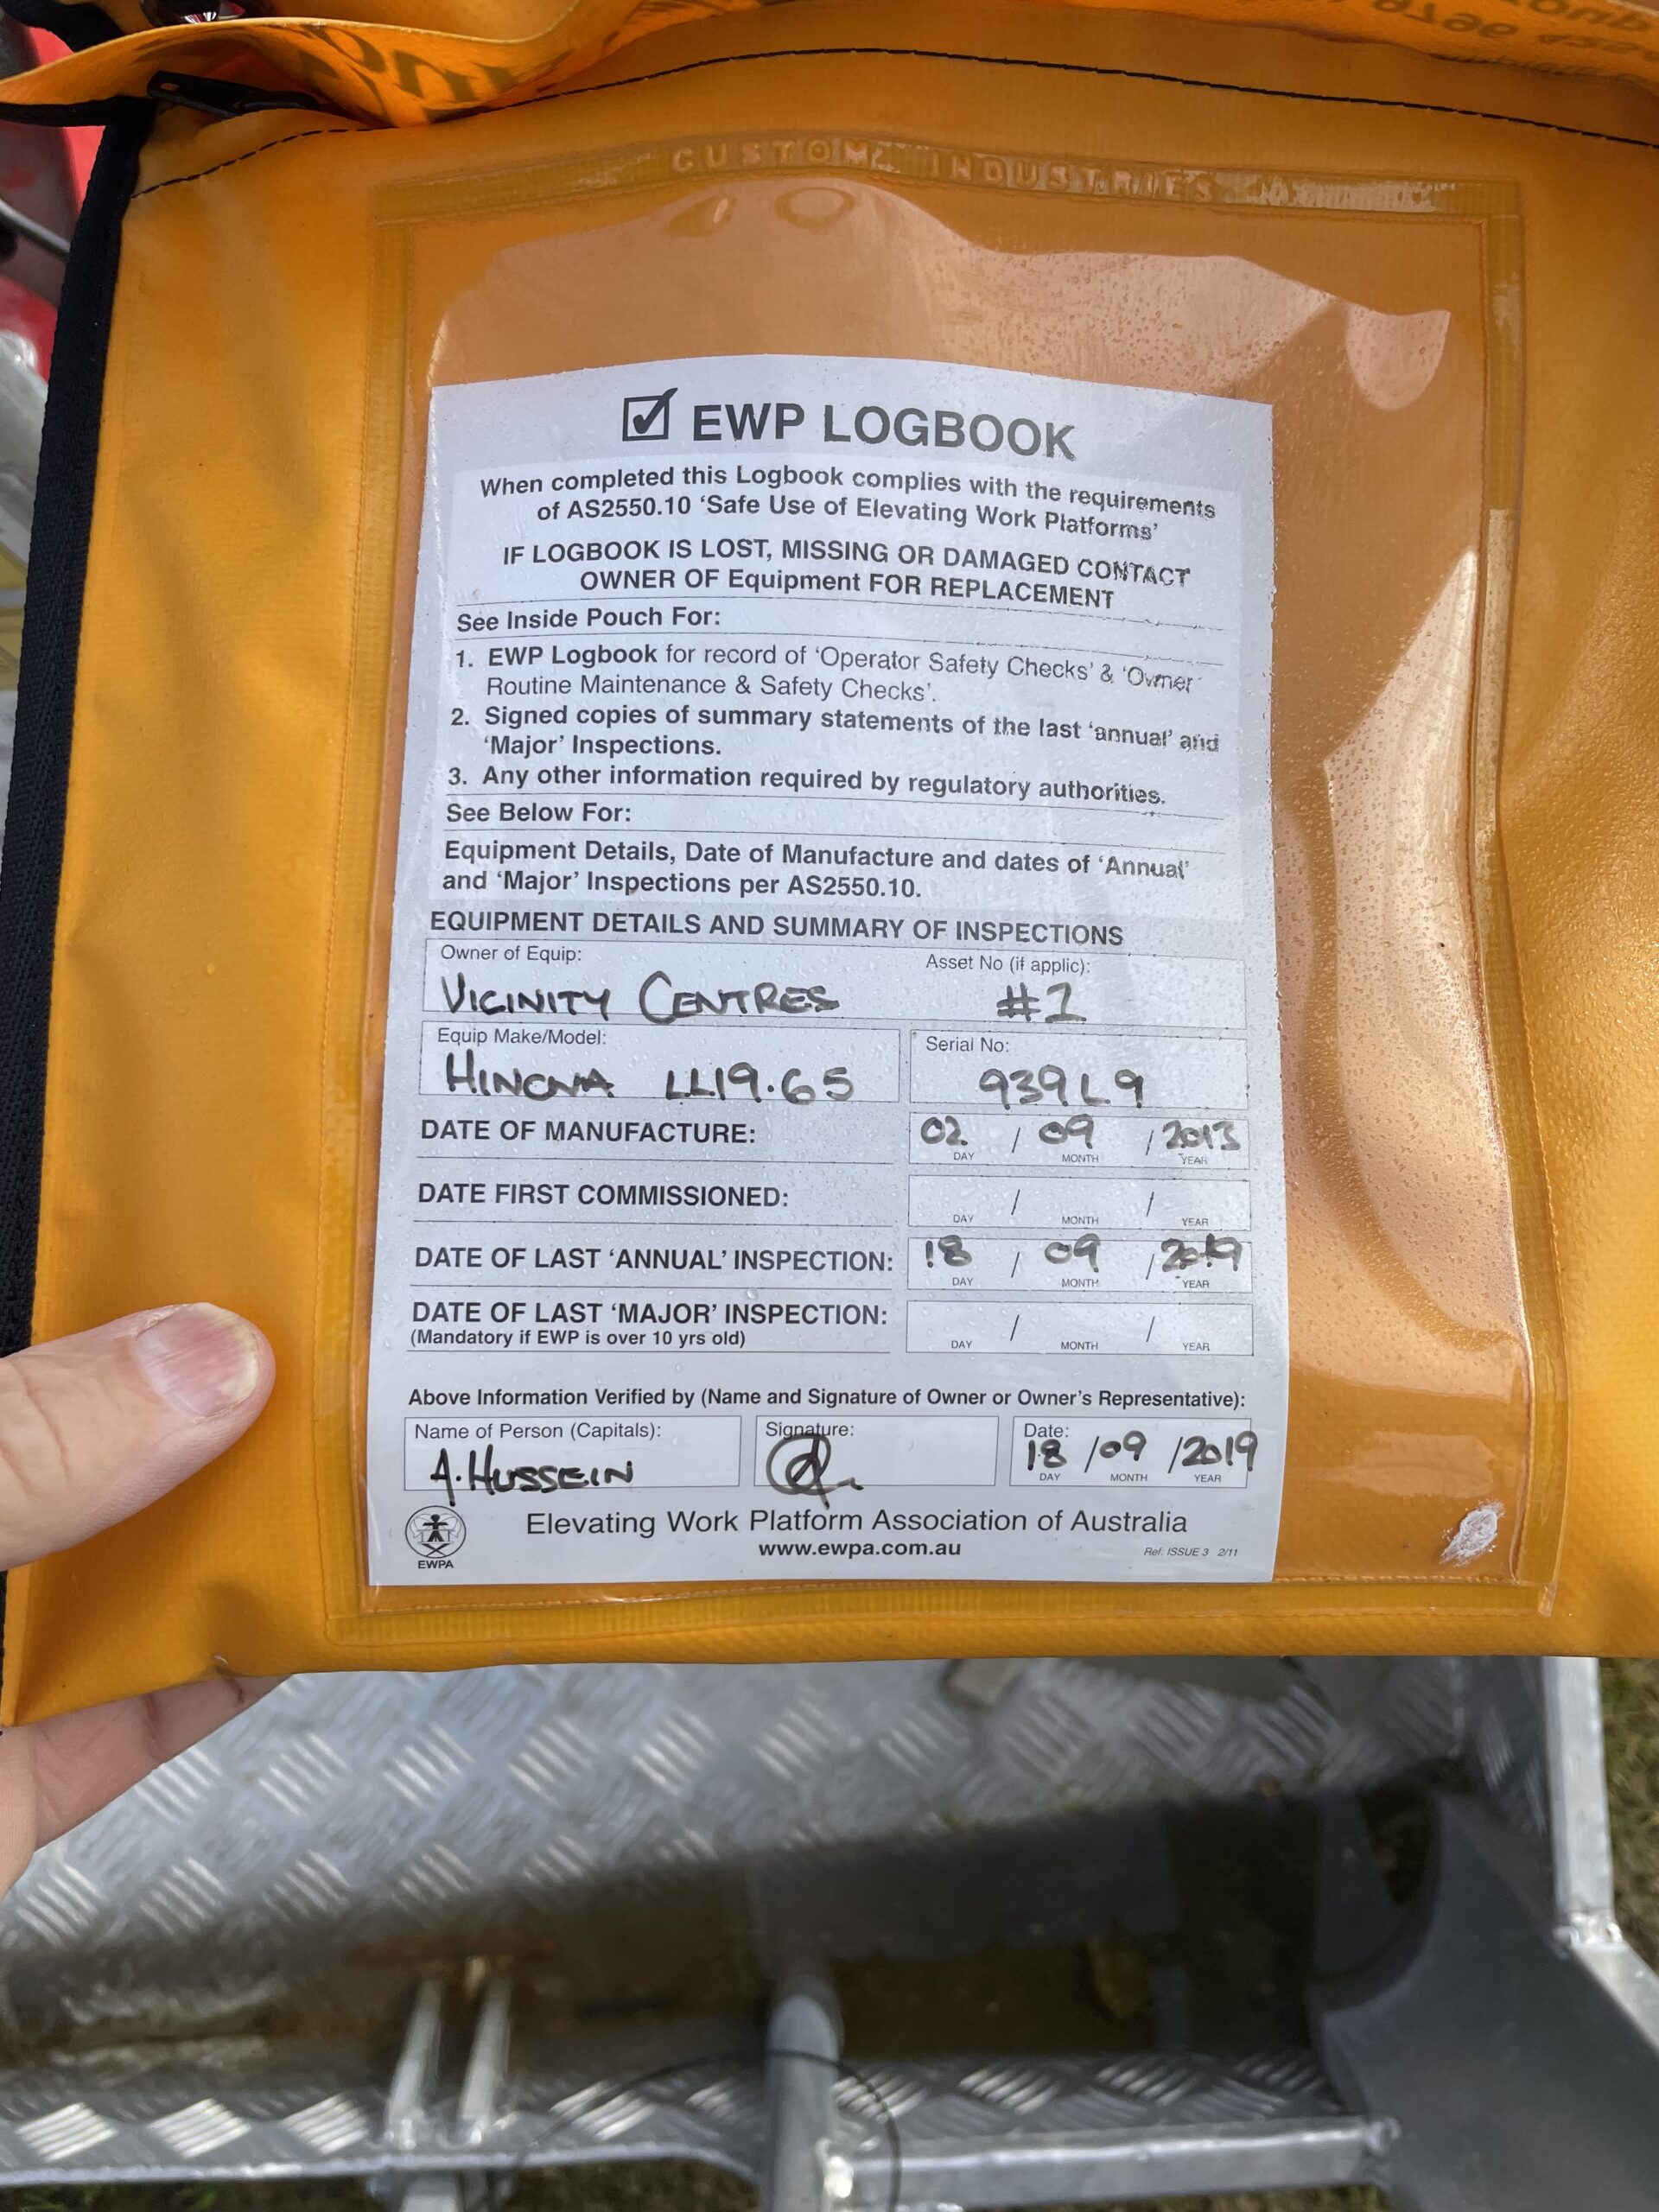 CUSTOM INDUSTRIES
EWP LOGBOOK
When completed this Logbook complies with the requirements
of AS2550.10 ‘Safe Use of Elevating Work Platforms’
IF LOGBOOK IS LOST, MISSING OR DAMAGED CONTACT
OWNER OF Equipment FOR REPLACEMENT
See Inside Pouch For:
1. EWP Logbook for record of ‘Operator Safety Checks’ & ‘Owner
Routine Maintenance & Safety Checks’.
2. Signed copies of summary statements of the last ‘annual’ and
‘Major’ Inspections.
3. Any other information required by regulatory authorities.
See Below For:
Equipment Details, Date of Manufacture and dates of ‘Annual’
and ‘Major’ Inspections per AS2550.10.
EQUIPMENT DETAILS AND SUMMARY OF INSPECTIONS
Owner of Equip: Asset No (if applic):
VICINITY CENTRES #1
Equip Make/Model: Serial No:
HINOWA LL19.65 939L9
DATE OF MANUFACTURE: 02 / 09 / 2013
DAY MONTH YEAR
DATE FIRST COMMISSIONED: / /
DAY MONTH YEAR
DATE OF LAST ‘ANNUAL’ INSPECTION: 18 / 09 / 2019
DAY MONTH YEAR
DATE OF LAST ‘MAJOR’ INSPECTION: / /
(Mandatory if EWP is over 10 yrs old) DAY MONTH YEAR
Above Information Verified by (Name and Signature of Owner or Owner’s Representative):
Name of Person (Capitals): Signature: Date:
A. HUSSEIN 18 / 09 / 2019
DAY MONTH YEAR
Elevating Work Platform Association of Australia
www.ewpa.com.au
Ref: ISSUE 3 2/11
EWPA